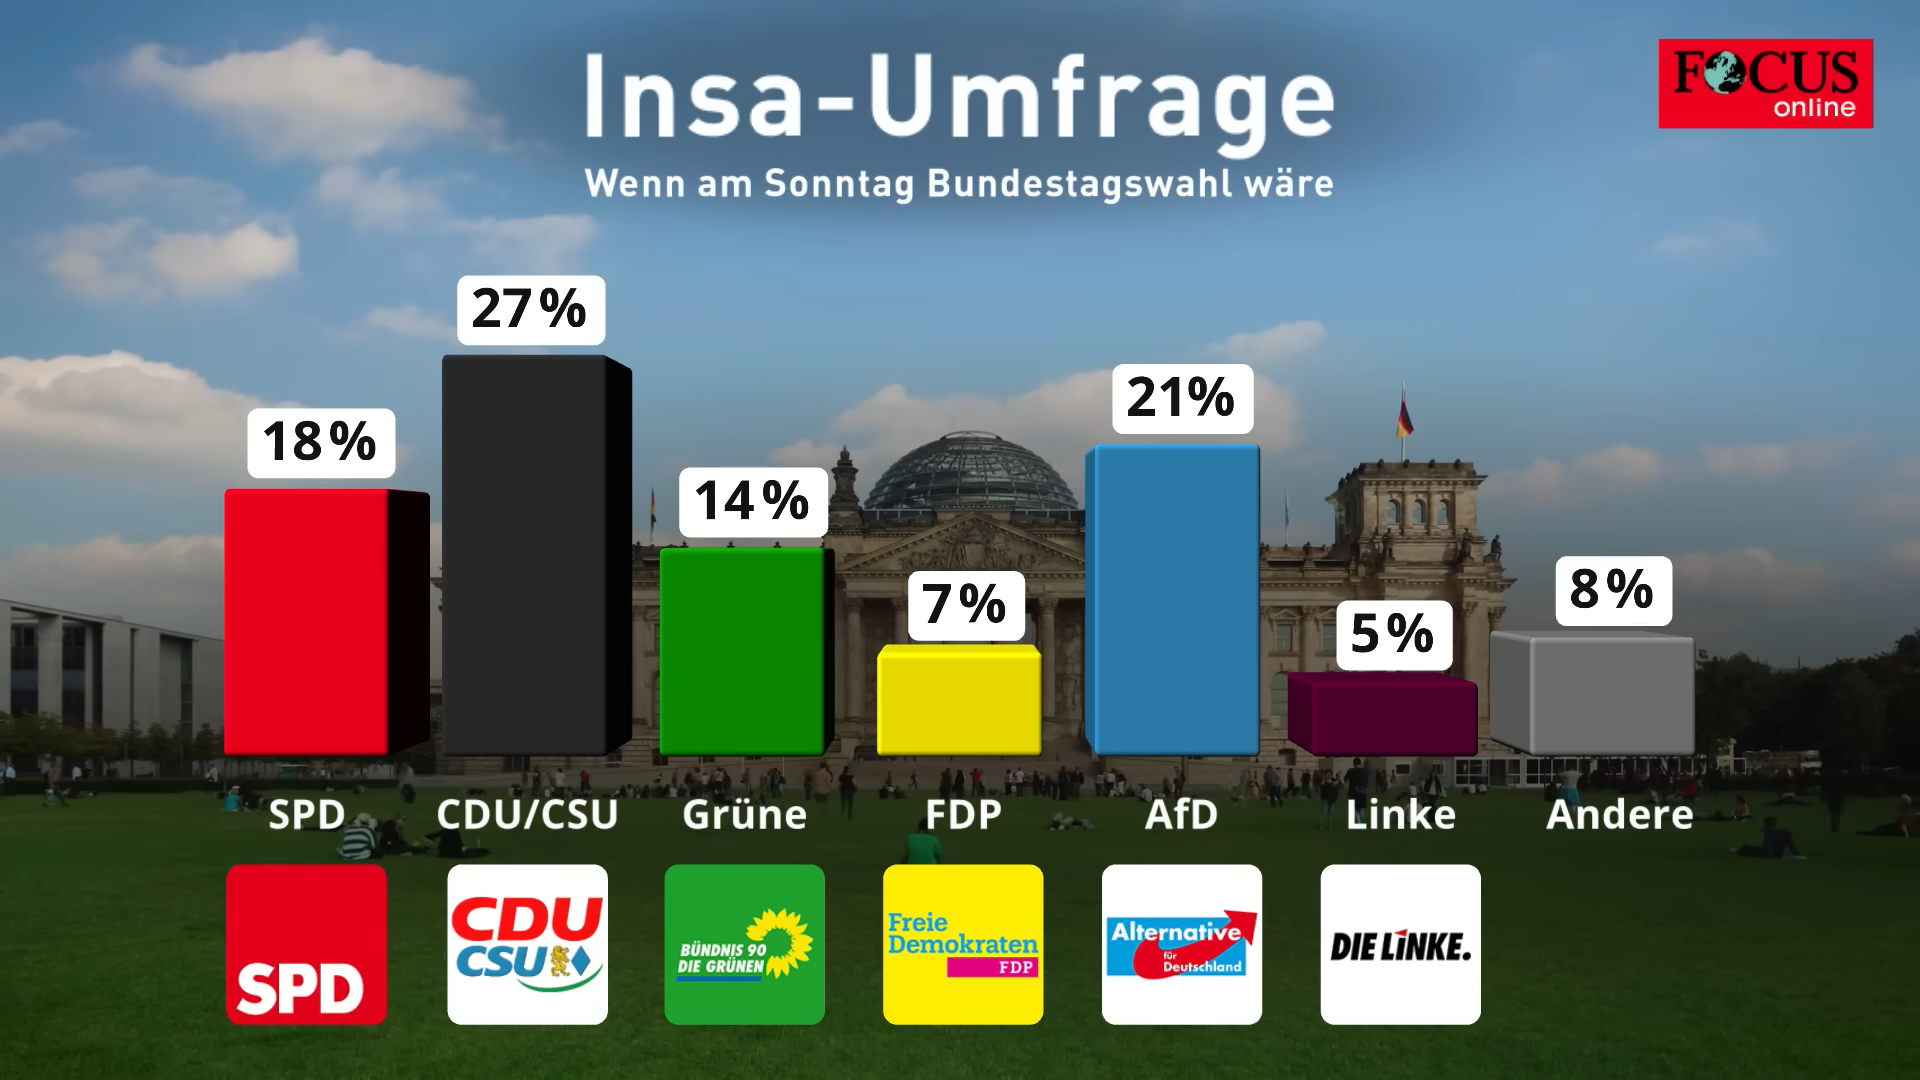 Insa-Umfrage
FOCUS
online
Wenn am Sonntag Bundestagswahl wäre
18%
27%
14%
7%
21%
5%
8%
SPD
CDU/CSU
Grüne
FDP
AfD
Linke
Andere
SPD
CDU
CSU
BÜNDNIS 90
DIE GRÜNEN
Freie
Demokraten
FDP
Alternative
für
Deutschland
DIE LINKE.